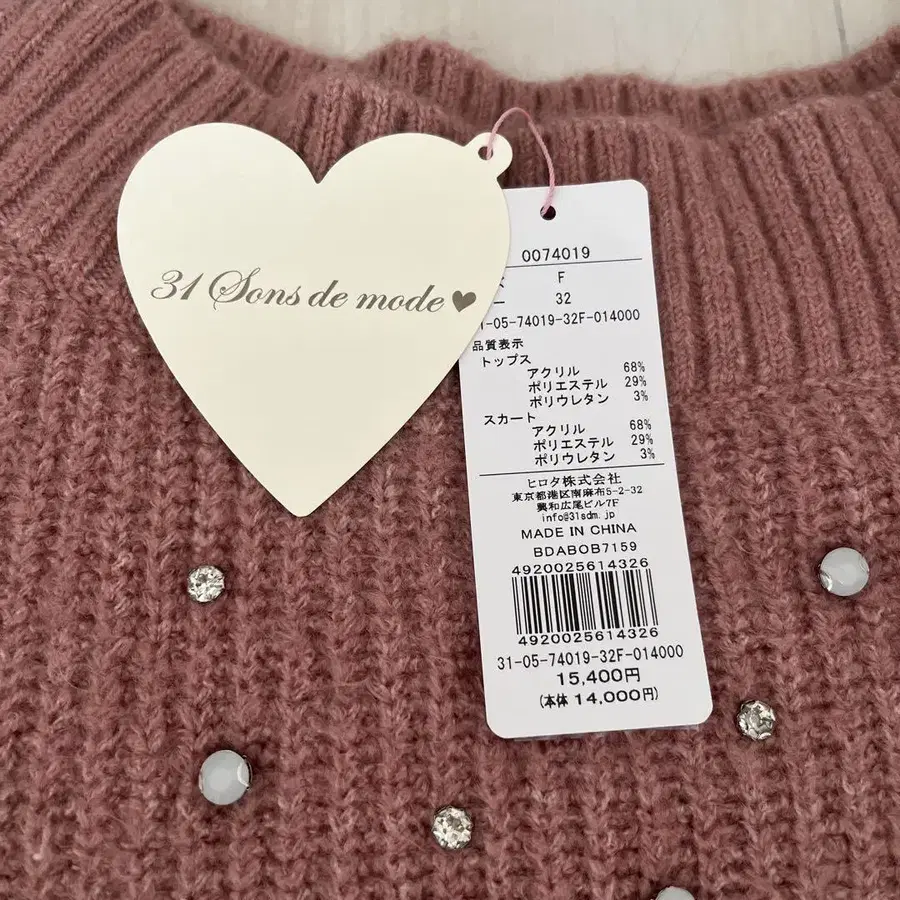 31 Sons de mode♥
0074019
F
32
1-05-74019-32F-014000
品質表示
トップス
アクリル 68%
ポリエステル 29%
ポリウレタン 3%
スカート
アクリル 68%
ポリエステル 29%
ポリウレタン 3%
ヒロタ株式会社
東京都港区南麻布5-2-32
興和広尾ビル7F
info@31sdm.jp
MADE IN CHINA
BDABOB7159
4920025614326
4920025614326
31-05-74019-32F-014000
15,400円
(本体 14,000円)